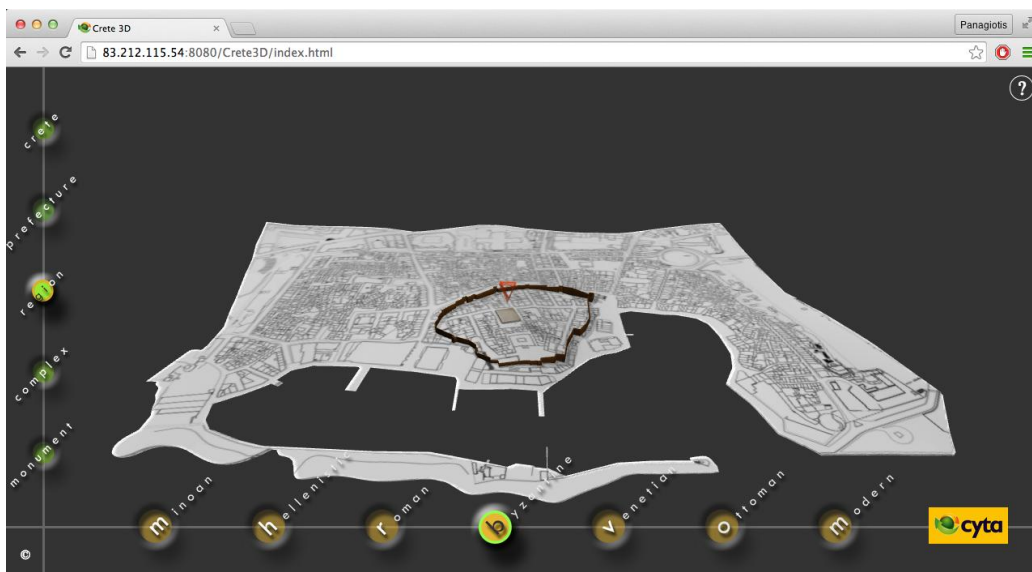 Crete 3D
Panagiotis
83.212.115.54:8080/Crete3D/index.html
?
crete
prefecture
region
complex
monument
minoan
hellenistic
roman
byzantine
venetian
ottoman
modern
©
cyta